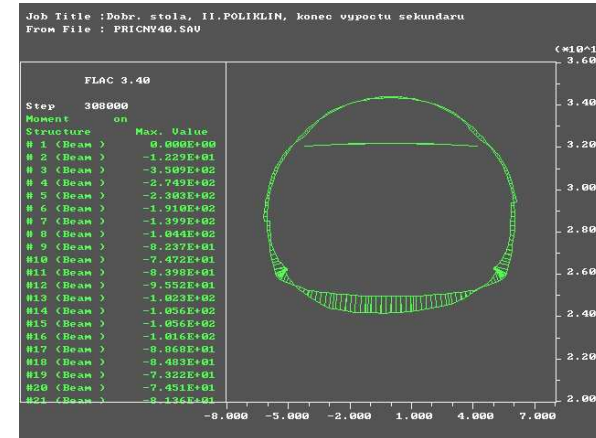 Job Title :Dobr. stola, II.POLIKLIN, konec vypoctu sekundaru
From File : PRICNY40.SAV
(*10^1
FLAC 3.40
Step 308000
Moment on
Structure Max. Value
# 1 (Beam ) 0.000E+00
# 2 (Beam ) -1.229E+01
# 3 (Beam ) -3.509E+02
# 4 (Beam ) -2.749E+02
# 5 (Beam ) -2.303E+02
# 6 (Beam ) -1.910E+02
# 7 (Beam ) -1.399E+02
# 8 (Beam ) -1.044E+02
# 9 (Beam ) -8.237E+01
#10 (Beam ) -7.472E+01
#11 (Beam ) -8.398E+01
#12 (Beam ) -9.552E+01
#13 (Beam ) -1.023E+02
#14 (Beam ) -1.056E+02
#15 (Beam ) -1.056E+02
#16 (Beam ) -1.016E+02
#17 (Beam ) -8.868E+01
#18 (Beam ) -8.483E+01
#19 (Beam ) -7.322E+01
#20 (Beam ) -7.451E+01
#21 (Beam ) -8.136E+01
3.60
3.40
3.20
3.00
2.80
2.60
2.40
2.20
2.00
-8.000 -5.000 -2.000 1.000 4.000 7.000